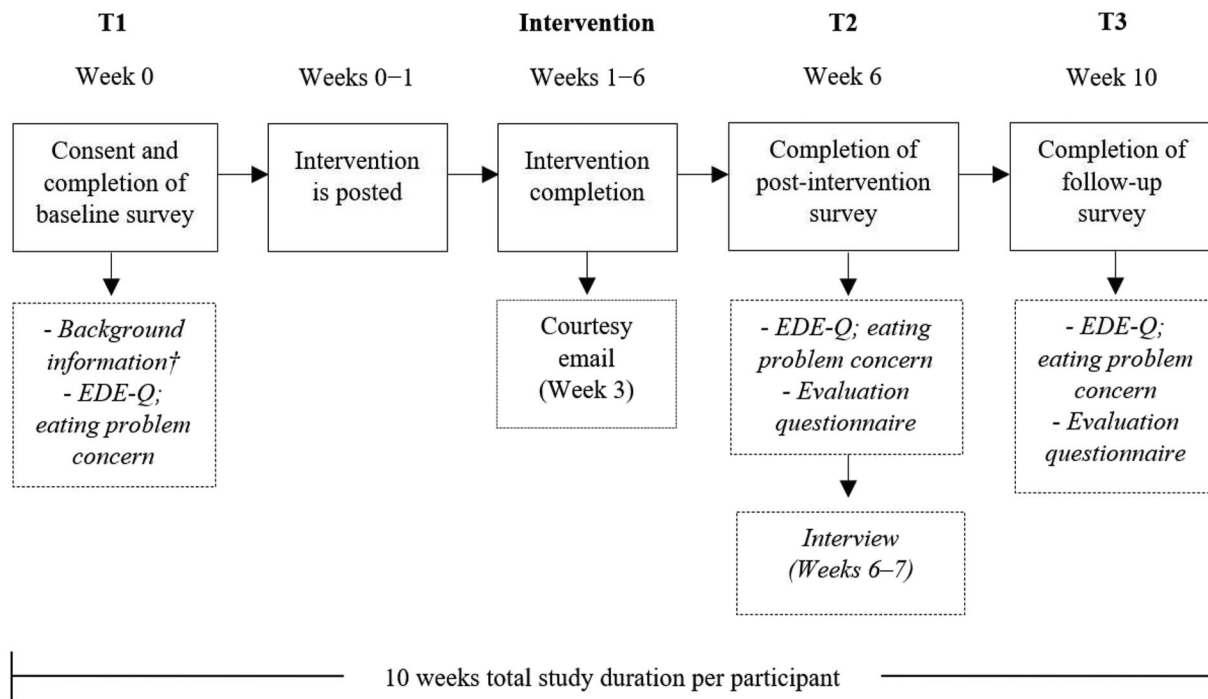 T1
Intervention
T2
T3
Week 0
Weeks 0–1
Weeks 1–6
Week 6
Week 10
Consent and
completion of
baseline survey
Intervention
is posted
Intervention
completion
Completion of
post-intervention
survey
Completion of
follow-up
survey
- Background
information†
- EDE-Q;
eating problem
concern
Courtesy
email
(Week 3)
- EDE-Q; eating
problem concern
- Evaluation
questionnaire
- EDE-Q;
eating problem
concern
- Evaluation
questionnaire
Interview
(Weeks 6–7)
10 weeks total study duration per participant